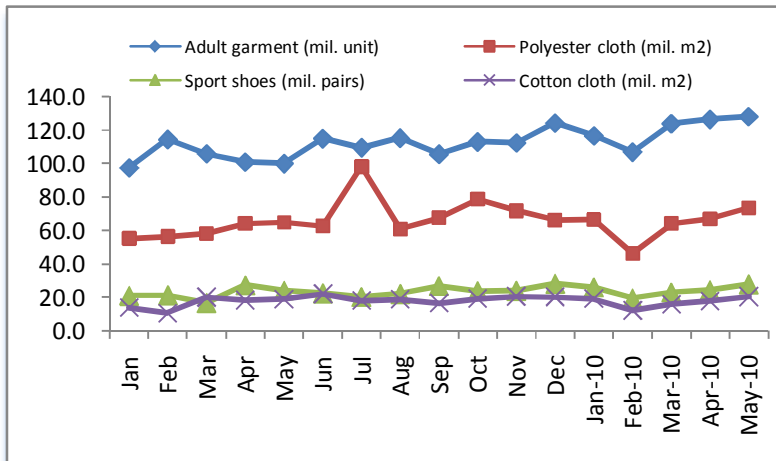 Adult garment (mil. unit) Polyester cloth (mil. m2)
Sport shoes (mil. pairs) Cotton cloth (mil. m2)
140.0
120.0
100.0
80.0
60.0
40.0
20.0
0.0
Jan Feb Mar Apr May Jun Jul Aug Sep Oct Nov Dec Jan-10 Feb-10 Mar-10 Apr-10 May-10